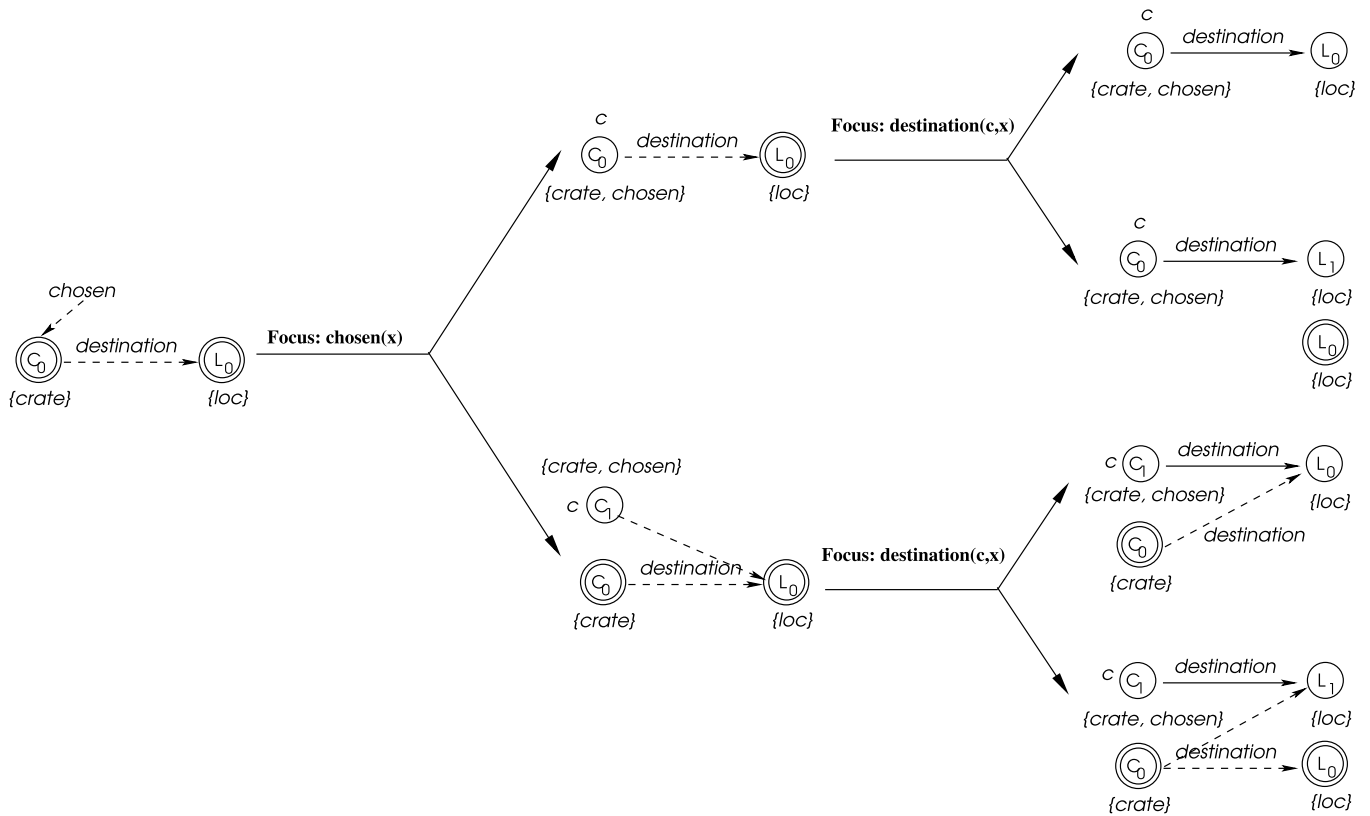 chosen
C0
destination
L0
{crate}
{loc}
Focus: chosen(x)
c
C0
destination
L0
{crate, chosen}
{loc}
Focus: destination(c,x)
c
C0
destination
L0
{crate, chosen}
{loc}
c
C0
destination
L1
{crate, chosen}
{loc}
L0
{loc}
{crate, chosen}
c C1
C0
destination
L0
{crate}
{loc}
Focus: destination(c,x)
c C1
destination
L0
{crate, chosen}
{loc}
C0
destination
{crate}
c C1
destination
L1
{crate, chosen}
{loc}
C0
destination
L0
{crate}
{loc}